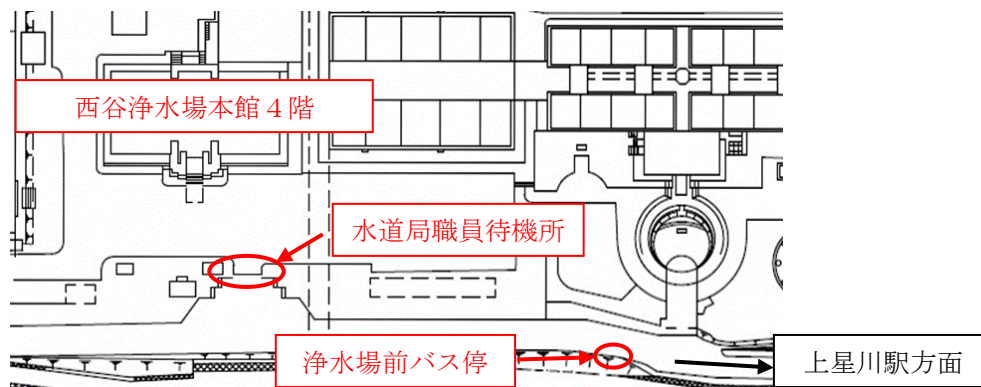 西谷浄水場本館４階
水道局職員待機所
浄水場前バス停
上星川駅方面